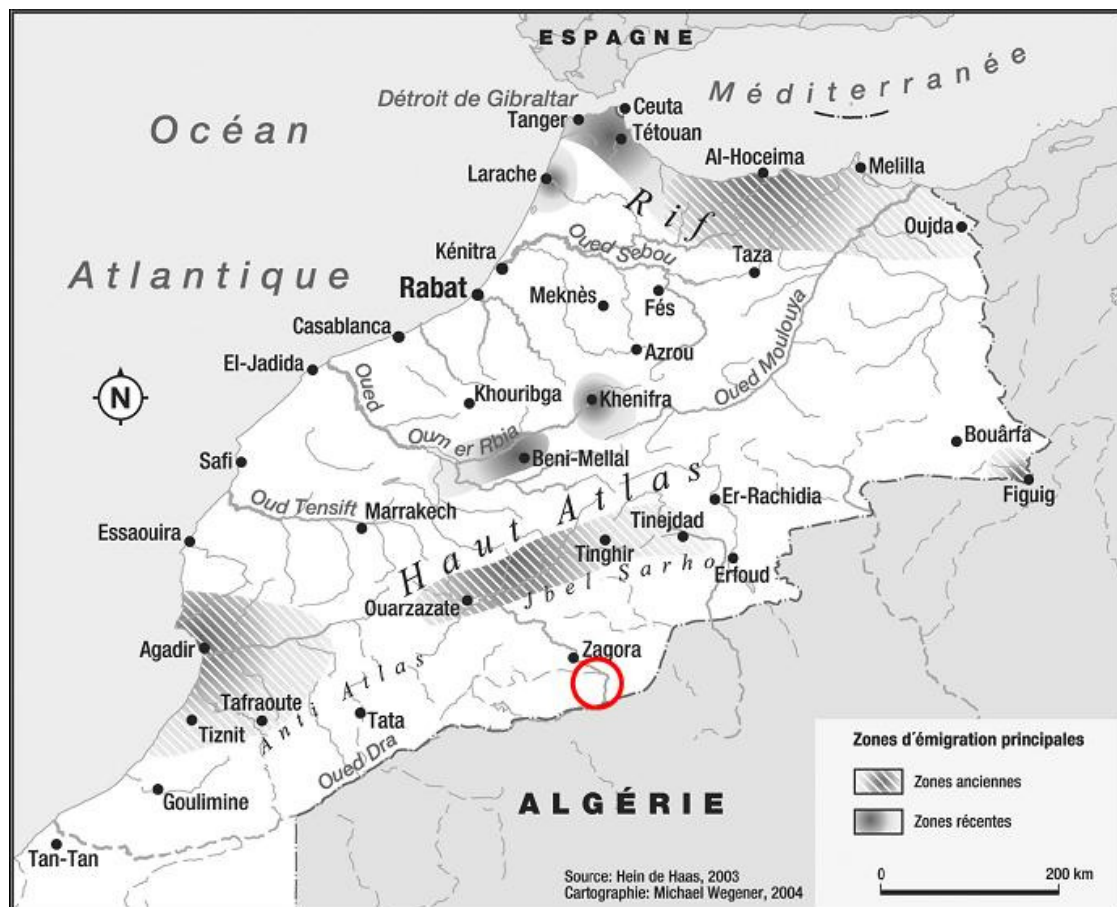 ESPAGNE
Méditerranée
Détroit de Gibraltar
Ceuta
Tanger
Tétouan
Océan
Al-Hoceima
Melilla
Larache
Rif
Oujda
Oued Sebou
Kénitra
Taza
Atlantique
Rabat
Meknès
Fés
Casablanca
Azrou
Oued Moulouya
El-Jadida
N
Khouribga
Khenifra
Oued
Oum er Rbia
Bouârfa
Safi
Beni-Mellal
Figuig
Er-Rachidia
Oud Tensift
Marrakech
Haut Atlas
Tinejdad
Essaouira
Tinghir
Erfoud
Jbel Sarho
Ouarzazate
Agadir
Zagora
Anti Atlas
Tafraoute
Tiznit
Tata
Oued Dra
Goulimine
ALGÉRIE
Tan-Tan
Source: Hein de Haas, 2003
Cartographie: Michael Wegener, 2004
Zones d'émigration principales
Zones anciennes
Zones récentes
0 200 km